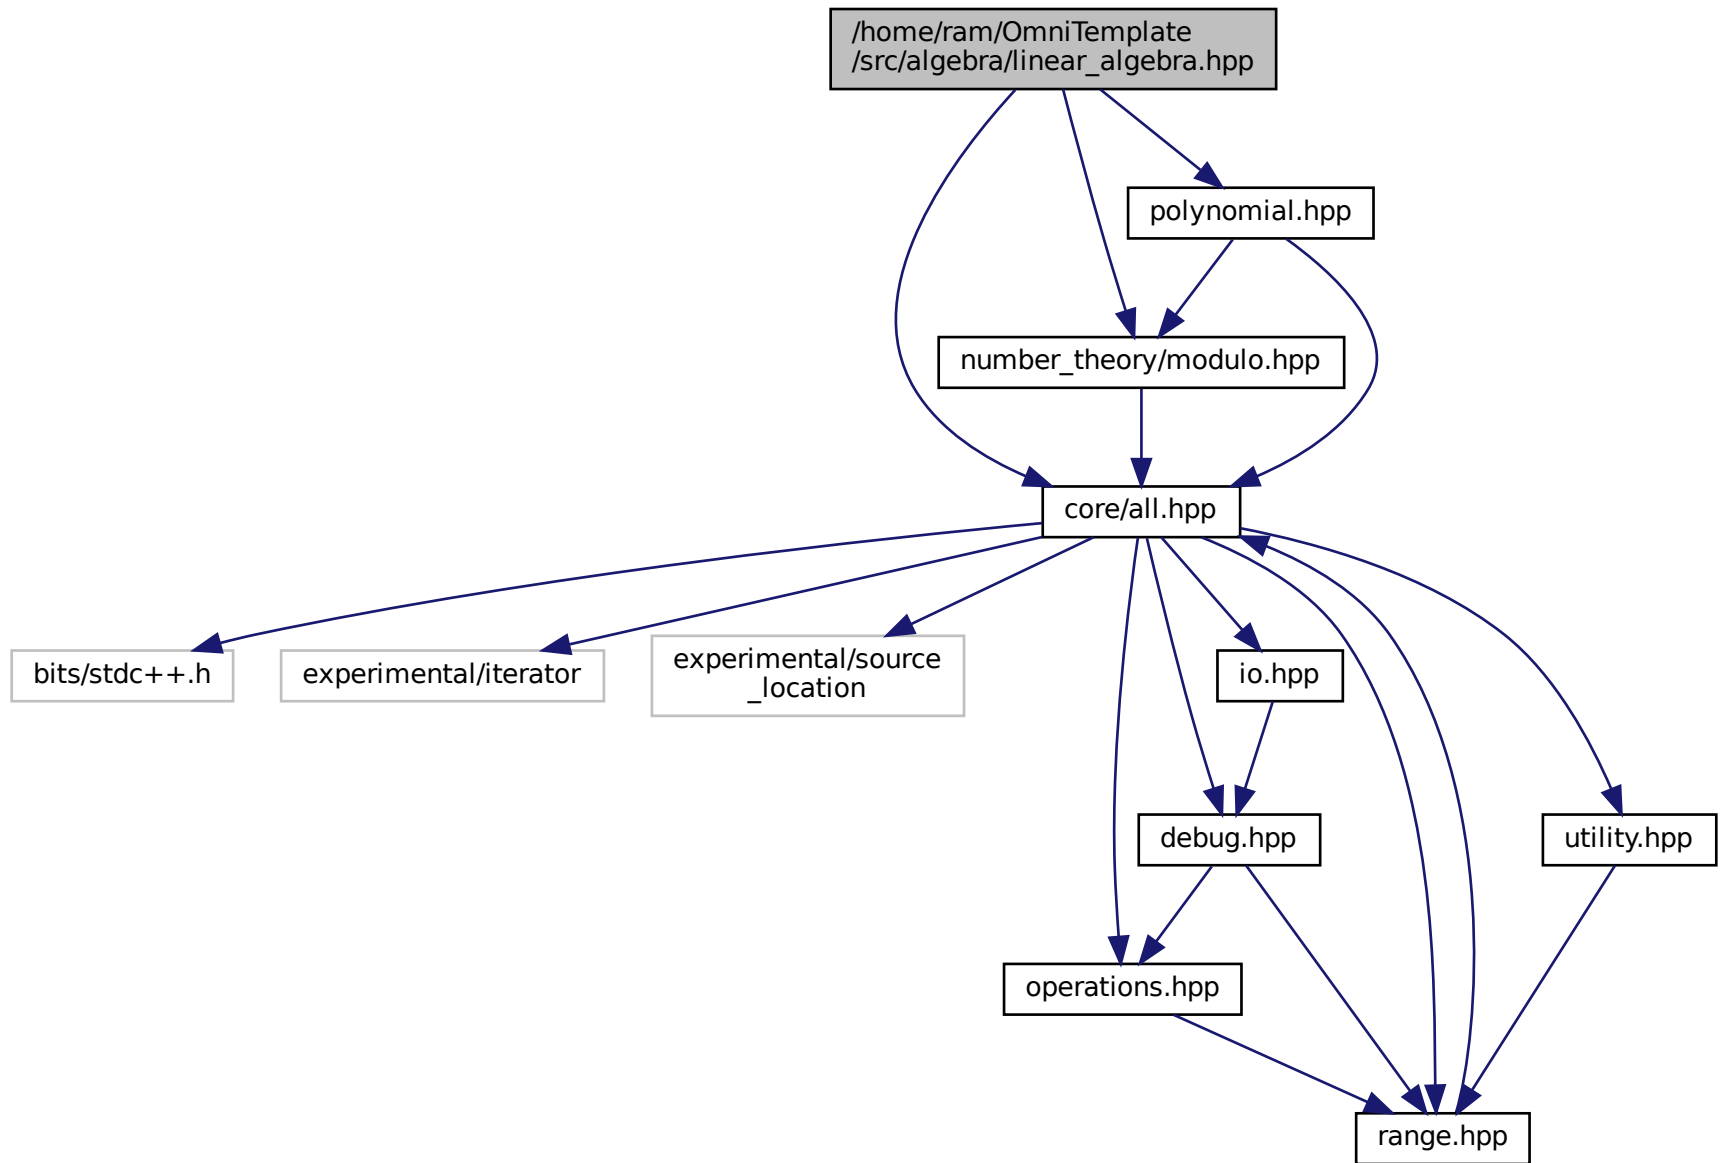 /home/ram/OmniTemplate
/src/algebra/linear_algebra.hpp
polynomial.hpp
number_theory/modulo.hpp
core/all.hpp
bits/stdc++.h
experimental/iterator
experimental/source
_location
io.hpp
debug.hpp
utility.hpp
operations.hpp
range.hpp